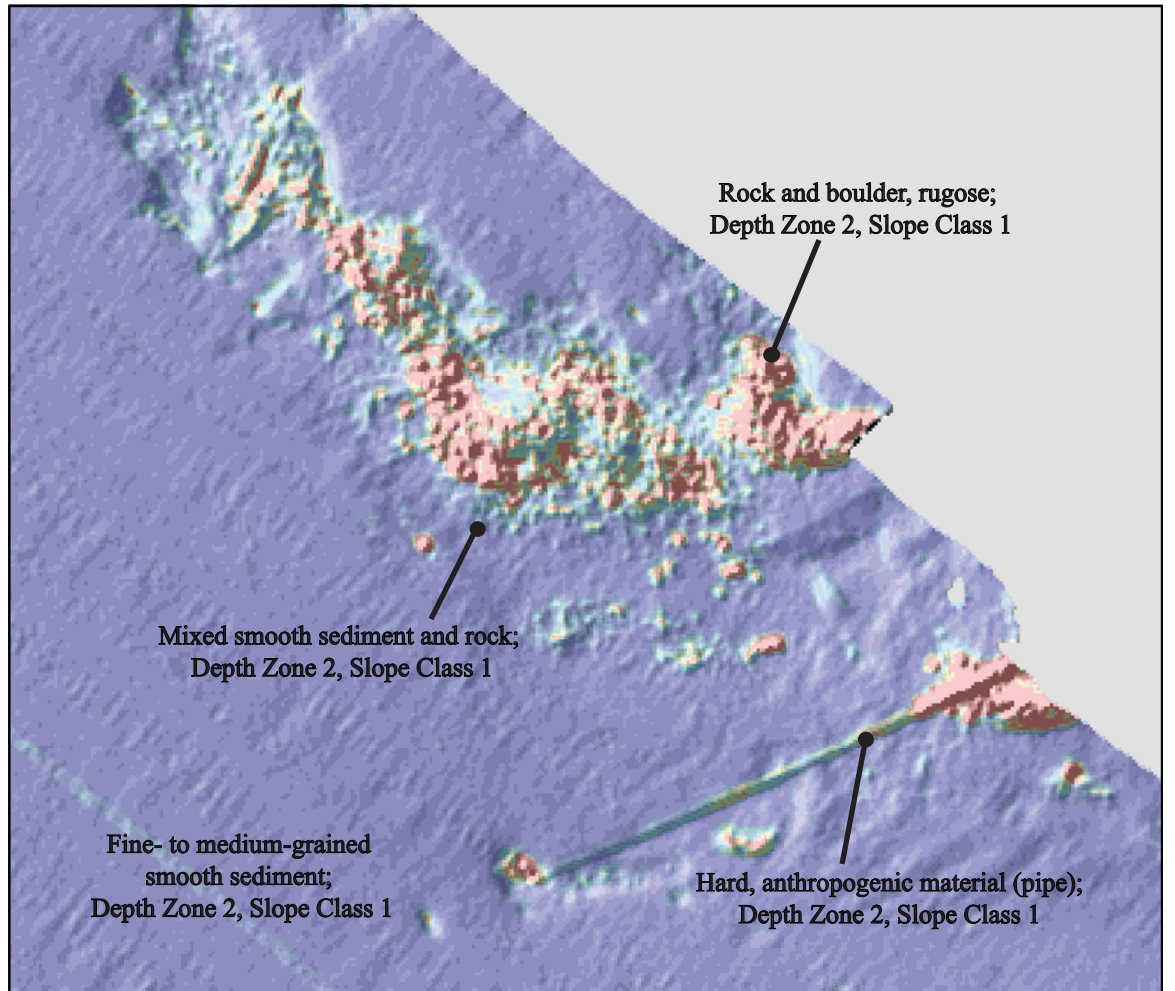 Rock and boulder, rugose;
Depth Zone 2, Slope Class 1
Mixed smooth sediment and rock;
Depth Zone 2, Slope Class 1
Fine- to medium-grained
smooth sediment;
Depth Zone 2, Slope Class 1
Hard, anthropogenic material (pipe);
Depth Zone 2, Slope Class 1